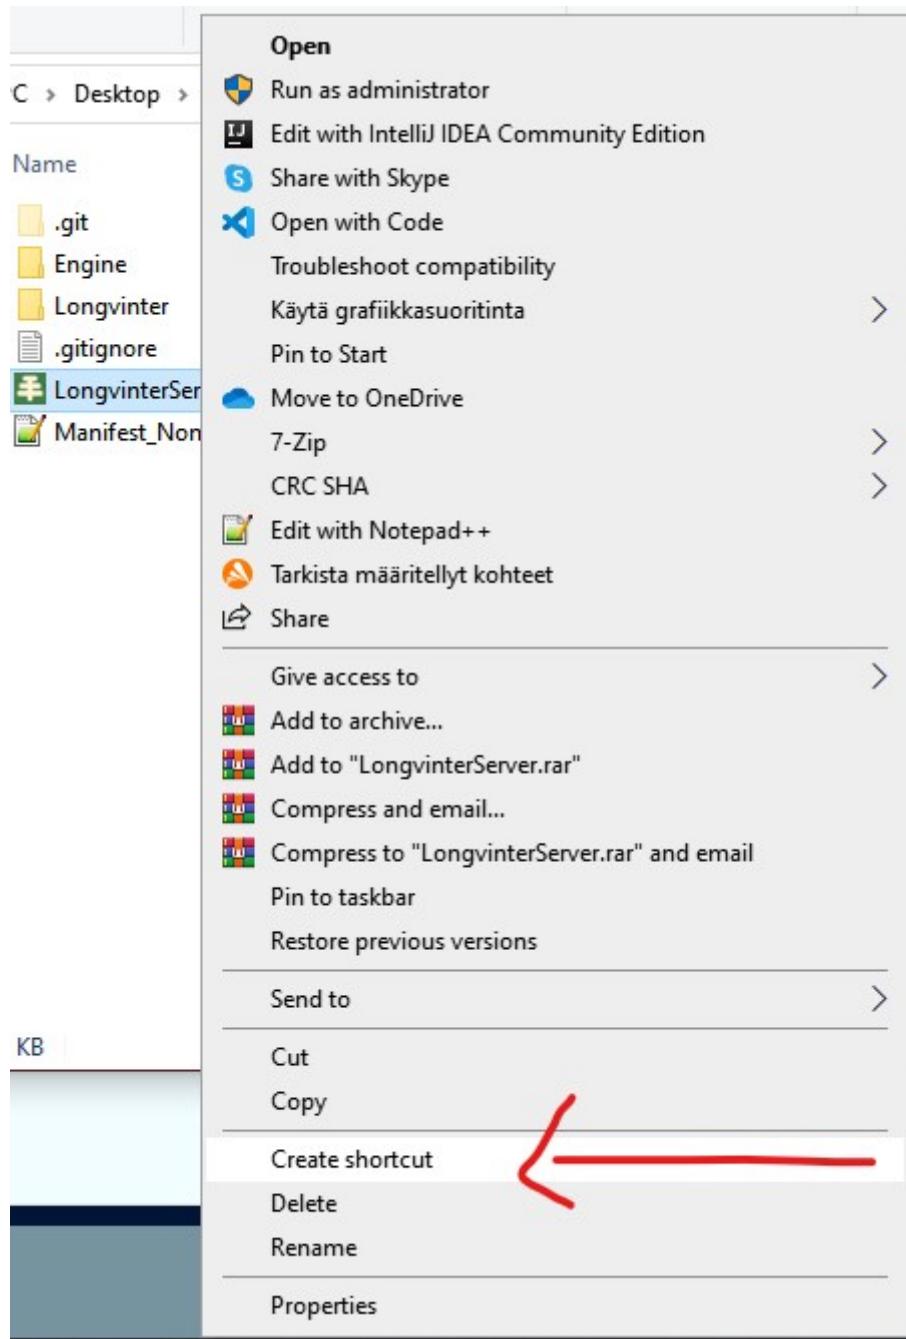 C > Desktop >
Name
.git
Engine
Longvinter
.gitignore
LongvinterSer
Manifest_Non
KB
Open
Run as administrator
IJ
Edit with IntelliJ IDEA Community Edition
S
Share with Skype
Open with Code
Troubleshoot compatibility
Käytä grafiikkasuoritinta
Pin to Start
Move to OneDrive
7-Zip
CRC SHA
Edit with Notepad++
Tarkista määritellyt kohteet
Share
Give access to
Add to archive...
Add to "LongvinterServer.rar"
Compress and email...
Compress to "LongvinterServer.rar" and email
Pin to taskbar
Restore previous versions
Send to
Cut
Copy
Create shortcut
Delete
Rename
Properties